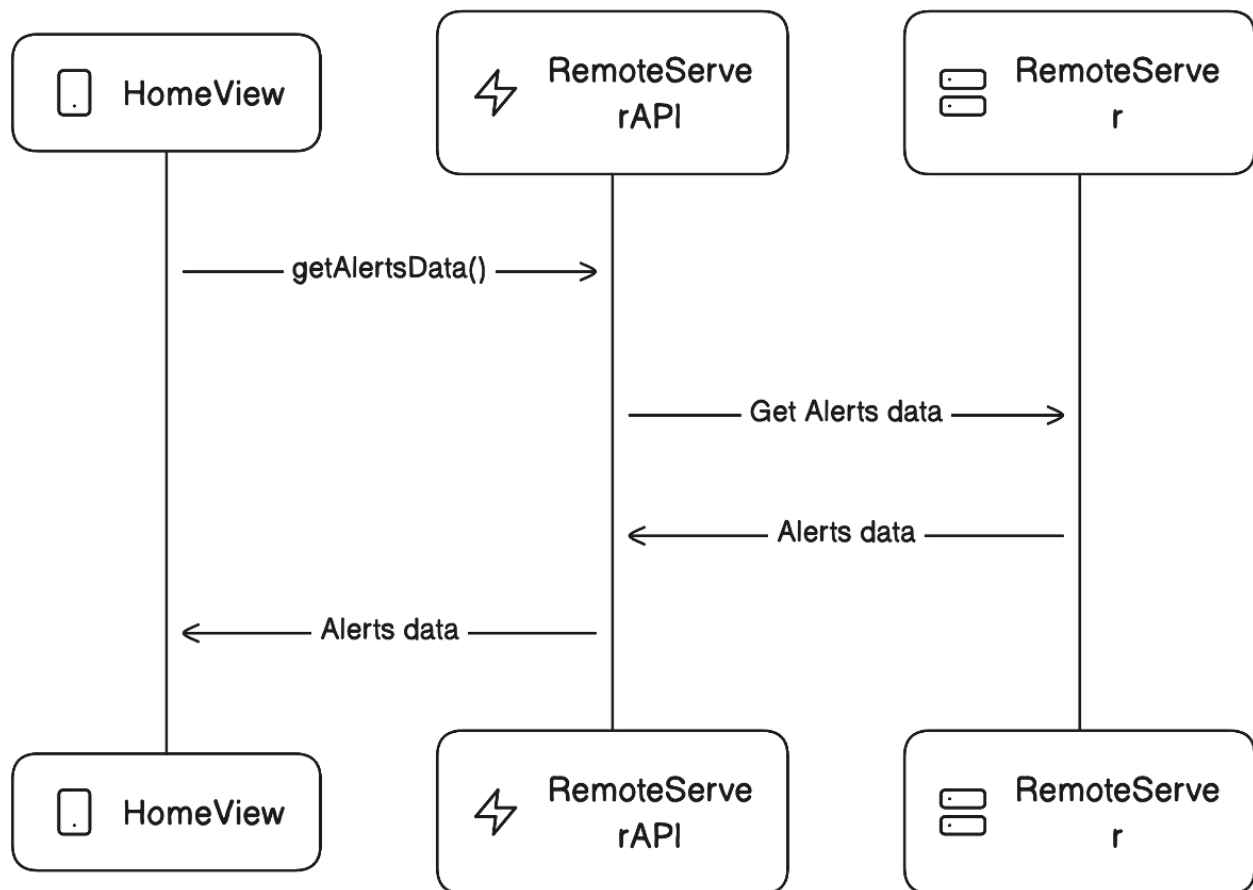 HomeView
RemoteServe
rAPI
RemoteServe
r
getAlertsData()
Get Alerts data
Alerts data
Alerts data
HomeView
RemoteServe
rAPI
RemoteServe
r